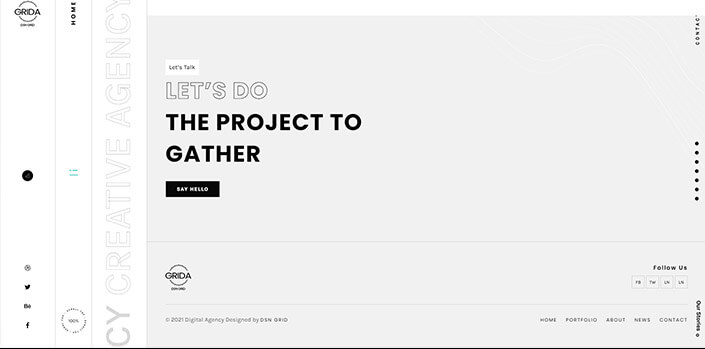 GRIDA
DSN GRID
HOME
CY CREATIVE AGENCY
100%
CONTACT
Let's Talk
LET'S DO
THE PROJECT TO
GATHER
SAY HELLO
Bē
GRIDA
DSN GRID
Follow Us
FB TW LN LN
© 2021 Digital Agency Designed by DSN GRID
HOME PORTFOLIO ABOUT NEWS CONTACT
Our Stories